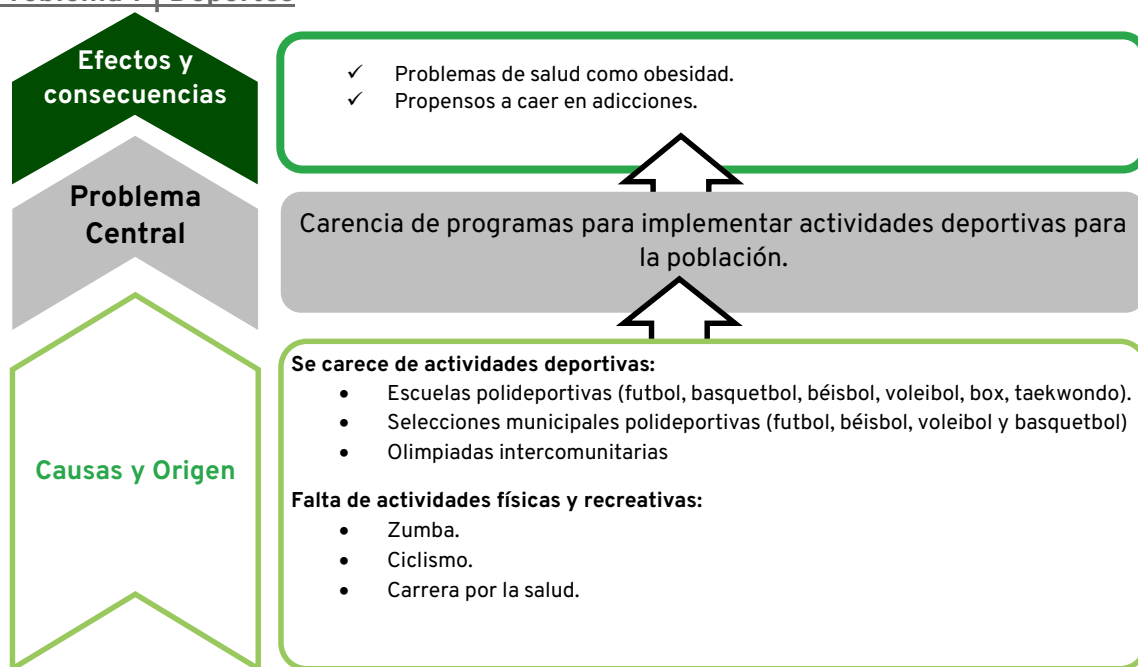 Deportes
Efectos y
consecuencias
✓ Problemas de salud como obesidad.
✓ Propensos a caer en adicciones.
Problema
Central
Carencia de programas para implementar actividades deportivas para
la población.
Causas y Origen
Se carece de actividades deportivas:
• Escuelas polideportivas (futbol, basquetbol, béisbol, voleibol, box, taekwondo).
• Selecciones municipales polideportivas (futbol, béisbol, voleibol y basquetbol)
• Olimpiadas intercomunitarias
Falta de actividades físicas y recreativas:
• Zumba.
• Ciclismo.
• Carrera por la salud.